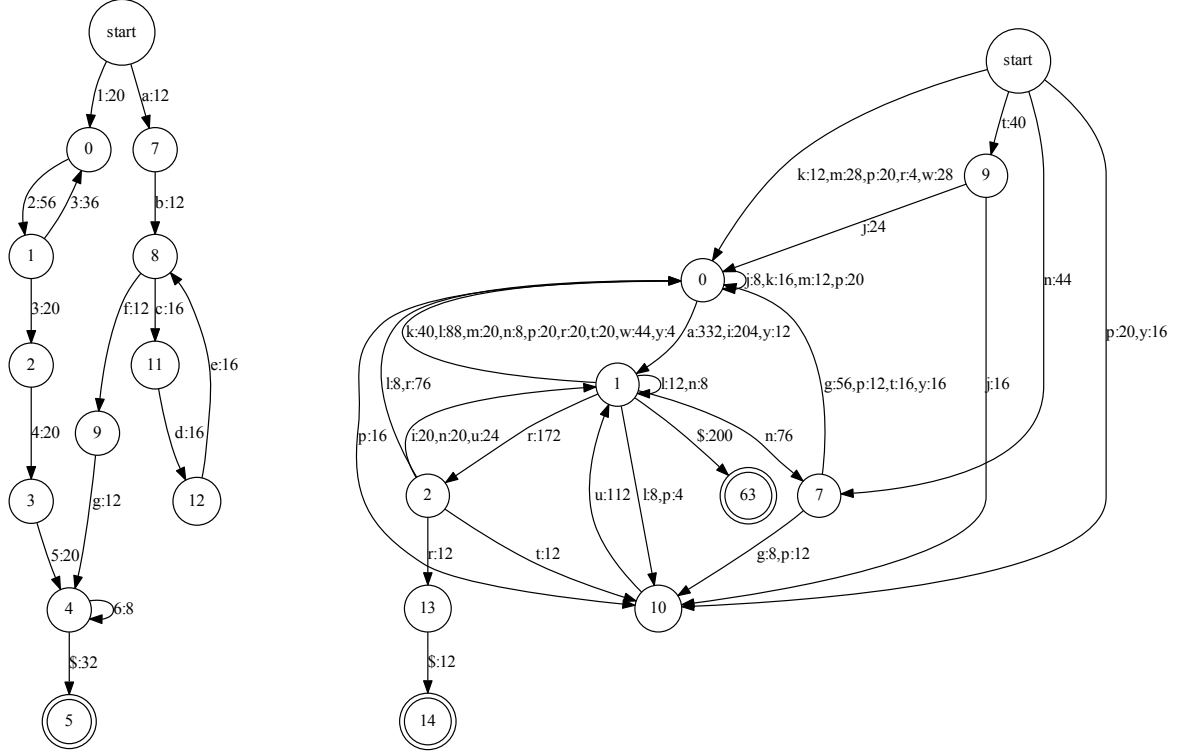 start
1:20
a:12
0
7
2:56
3:36
b:12
1
8
3:20
f:12
c:16
2
11
e:16
4:20
9
d:16
3
12
g:12
5:20
4
6:8
$:32
5
start
t:40
k:12,m:28,p:20,r:4,w:28
9
j:24
0
j:8,k:16,m:12,p:20
n:44
k:40,l:88,m:20,n:8,p:20,r:20,t:20,w:44,y:4
a:332,i:204,y:12
p:20,y:16
1
l:12,n:8
l:8,r:76
g:56,p:12,t:16,y:16
j:16
p:16
i:20,n:20,u:24
r:172
$:200
n:76
2
u:112
l:8,p:4
63
7
r:12
t:12
g:8,p:12
13
10
$:12
14